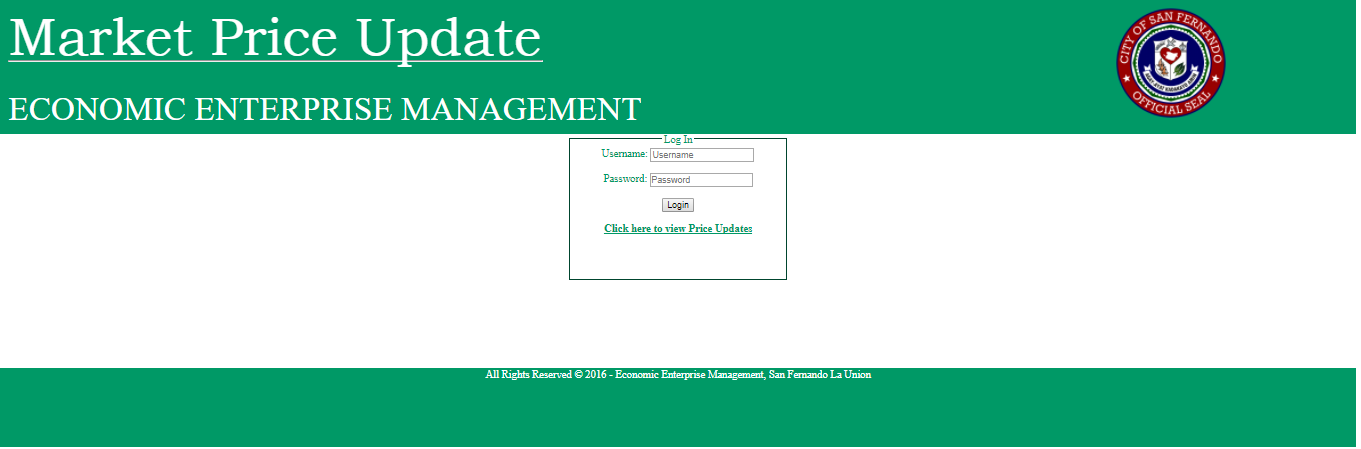 Market Price Update
CITY OF SAN FERNANDO
OFFICIAL SEAL
ECONOMIC ENTERPRISE MANAGEMENT
Log In
Username: Username
Password: Password
Login
Click here to view Price Updates
All Rights Reserved © 2016 - Economic Enterprise Management, San Fernando La Union